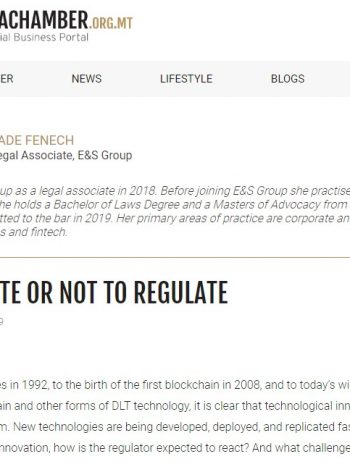 ACHAMBER.ORG.MT
ial Business Portal
ER NEWS LIFESTYLE BLOGS
ADE FENECH
egal Associate, E&S Group
up as a legal associate in 2018. Before joining E&S Group she practise
he holds a Bachelor of Laws Degree and a Masters of Advocacy from
tted to the bar in 2019. Her primary areas of practice are corporate an
s and fintech.
TE OR NOT TO REGULATE
9
es in 1992, to the birth of the first blockchain in 2008, and to today's wi
ain and other forms of DLT technology, it is clear that technological inn
m. New technologies are being developed, deployed, and replicated fas
innovation, how is the regulator expected to react? And what challenge